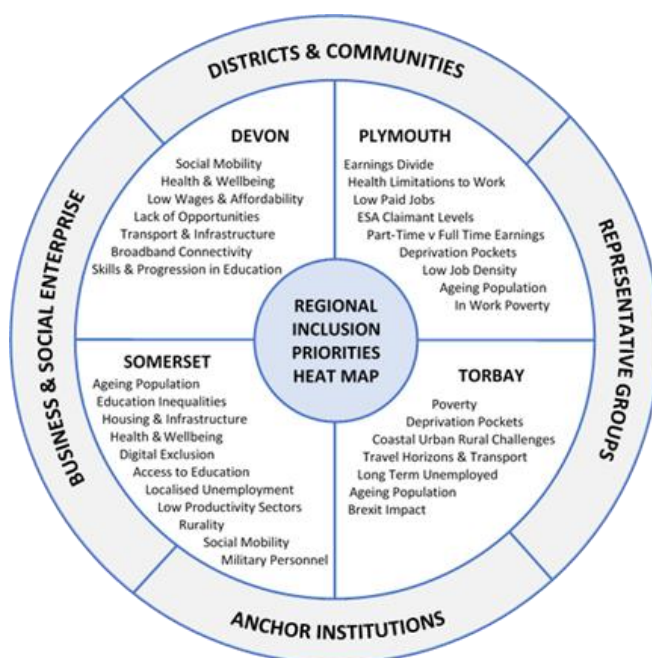 DISTRICTS & COMMUNITIES
BUSINESS & SOCIAL ENTERPRISE
REPRESENTATIVE GROUPS
DEVON
Social Mobility
Health & Wellbeing
Low Wages & Affordability
Lack of Opportunities
Transport & Infrastructure
Broadband Connectivity
Skills & Progression in Education
PLYMOUTH
Earnings Divide
Health Limitations to Work
Low Paid Jobs
ESA Claimant Levels
Part-Time v Full Time Earnings
Deprivation Pockets
Low Job Density
Ageing Population
In Work Poverty
REGIONAL
INCLUSION
PRIORITIES
HEAT MAP
SOMERSET
Ageing Population
Education Inequalities
Housing & Infrastructure
Health & Wellbeing
Digital Exclusion
Access to Education
Localised Unemployment
Low Productivity Sectors
Rurality
Social Mobility
Military Personnel
TORBAY
Poverty
Deprivation Pockets
Coastal Urban Rural Challenges
Travel Horizons & Transport
Long Term Unemployed
Ageing Population
Brexit Impact
ANCHOR INSTITUTIONS